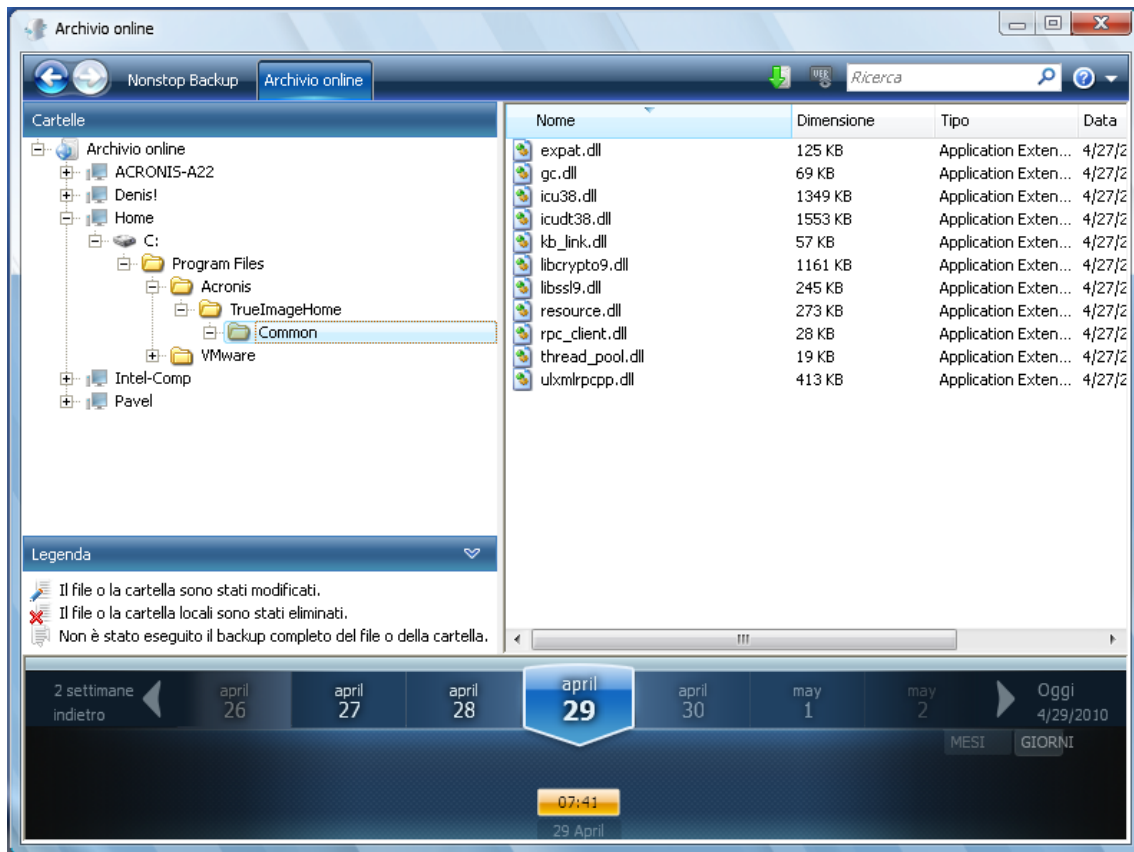 Archivio online
Nonstop Backup Archivio online VER Ricerca
Cartelle
Archivio online
ACRONIS-A22
Denis!
Home
C:
Program Files
Acronis
TrueImageHome
Common
VMware
Intel-Comp
Pavel
Nome Dimensione Tipo Data
expat.dll 125 KB Application Exten... 4/27/2
gc.dll 69 KB Application Exten... 4/27/2
icu38.dll 1349 KB Application Exten... 4/27/2
icudt38.dll 1553 KB Application Exten... 4/27/2
kb_link.dll 57 KB Application Exten... 4/27/2
libcrypto9.dll 1161 KB Application Exten... 4/27/2
libssl9.dll 245 KB Application Exten... 4/27/2
resource.dll 273 KB Application Exten... 4/27/2
rpc_client.dll 28 KB Application Exten... 4/27/2
thread_pool.dll 19 KB Application Exten... 4/27/2
ulxmlrpcpp.dll 413 KB Application Exten... 4/27/2
Legenda
Il file o la cartella sono stati modificati.
Il file o la cartella locali sono stati eliminati.
Non è stato eseguito il backup completo del file o della cartella.
2 settimane
indietro
april
26
april
27
april
28
april
29
april
30
may
1
may
2
Oggi
4/29/2010
MESI GIORNI
07:41
29 April